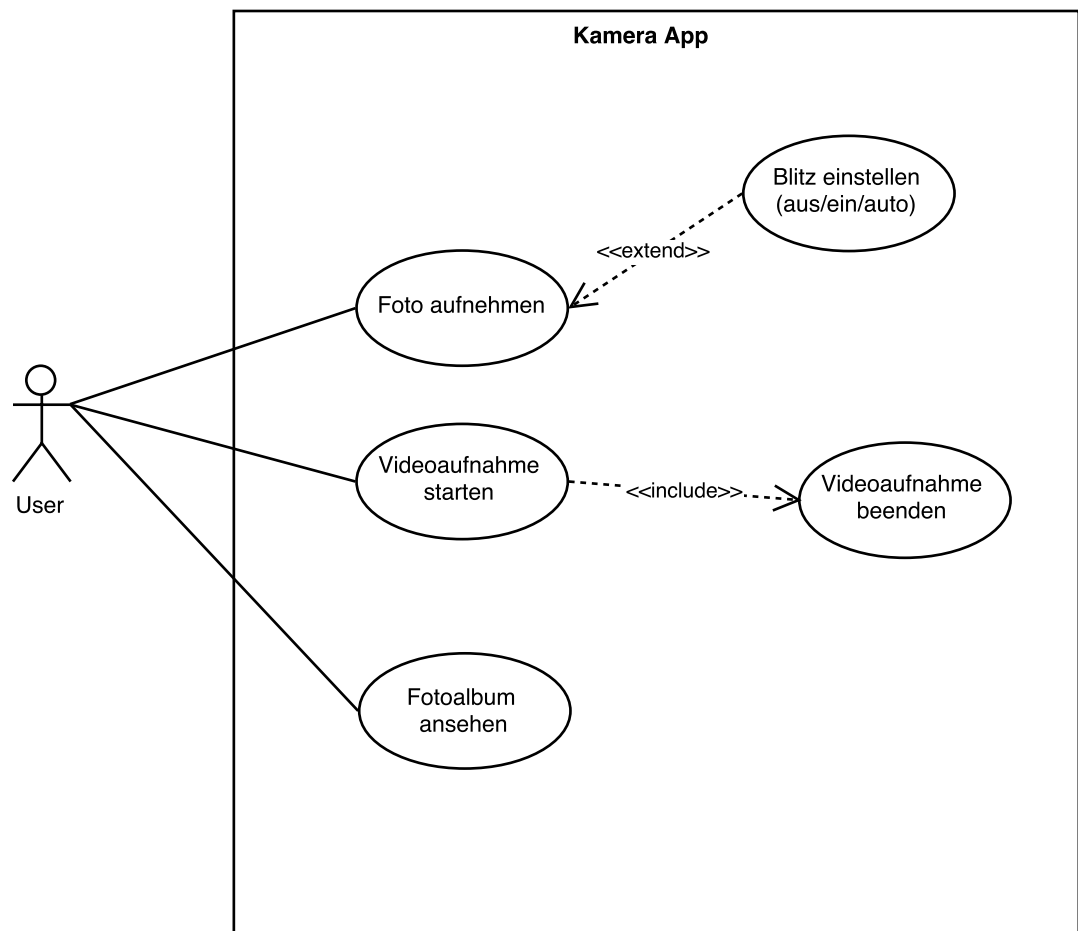 Kamera App
Blitz einstellen
(aus/ein/auto)
<<extend>>
Foto aufnehmen
User
Videoaufnahme
starten
<<include>>
Videoaufnahme
beenden
Fotoalbum
ansehen